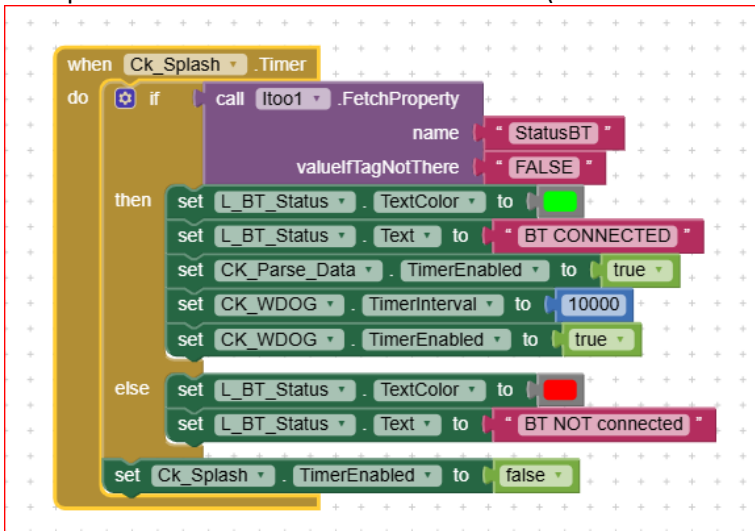 when Ck_Splash .Timer
do if call Itoo1 .FetchProperty
name " StatusBT "
valueIfTagNotThere " FALSE "
then set L_BT_Status . TextColor to
set L_BT_Status . Text to " BT CONNECTED "
set CK_Parse_Data . TimerEnabled to true
set CK_WDOG . TimerInterval to 10000
set CK_WDOG . TimerEnabled to true
else set L_BT_Status . TextColor to
set L_BT_Status . Text to " BT NOT connected "
set Ck_Splash . TimerEnabled to false